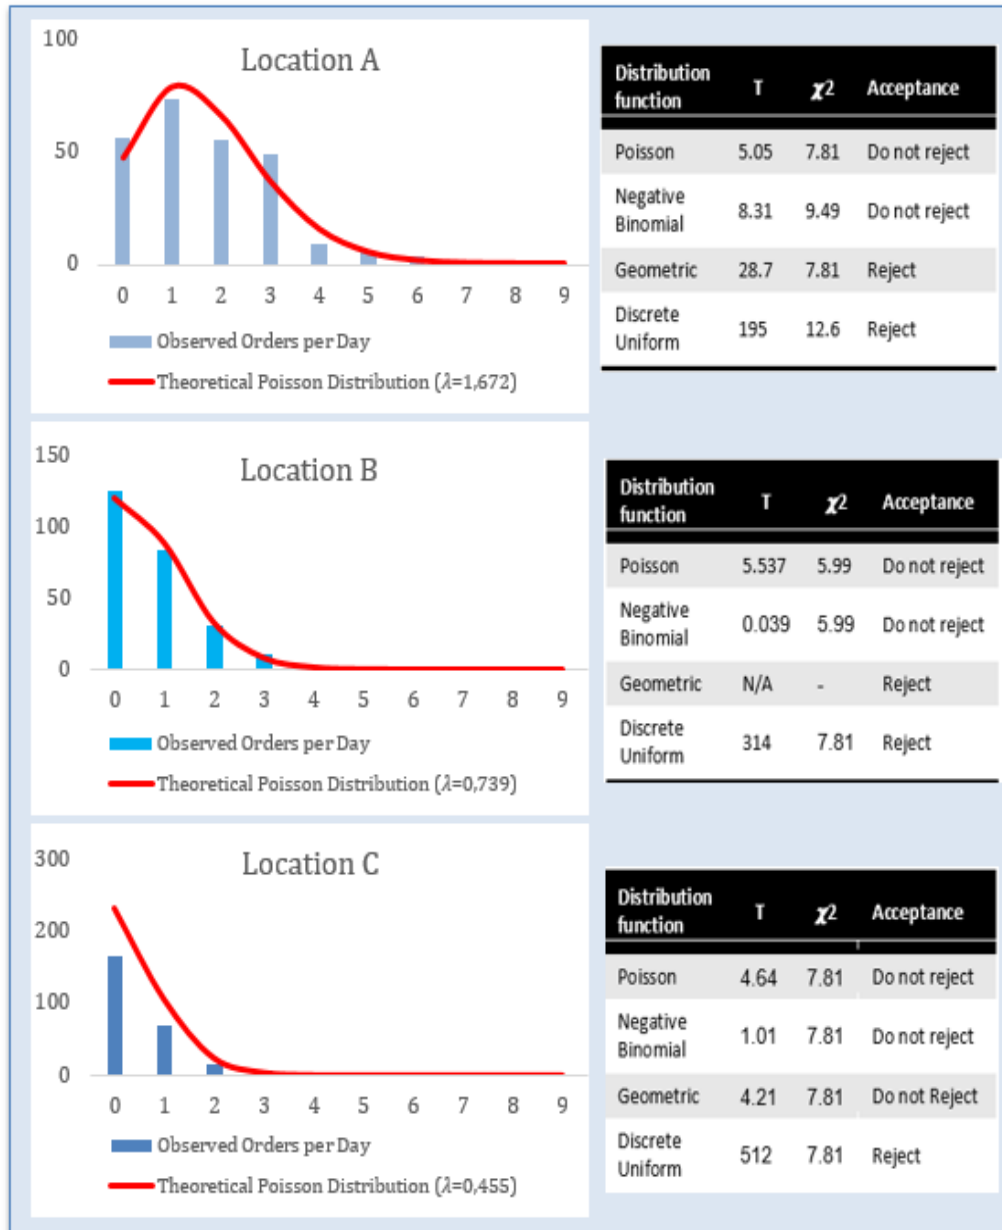 Location A
100
50
0
0 1 2 3 4 5 6 7 8 9
Observed Orders per Day
Theoretical Poisson Distribution (λ=1,672)
Distribution
function T χ2 Acceptance
Poisson 5.05 7.81 Do not reject
Negative
Binomial 8.31 9.49 Do not reject
Geometric 28.7 7.81 Reject
Discrete
Uniform 195 12.6 Reject
Location B
150
100
50
0
0 1 2 3 4 5 6 7 8 9
Observed Orders per Day
Theoretical Poisson Distribution (λ=0,739)
Distribution
function T χ2 Acceptance
Poisson 5.537 5.99 Do not reject
Negative
Binomial 0.039 5.99 Do not reject
Geometric N/A - Reject
Discrete
Uniform 314 7.81 Reject
Location C
300
200
100
0
0 1 2 3 4 5 6 7 8 9
Observed Orders per Day
Theoretical Poisson Distribution (λ=0,455)
Distribution
function T χ2 Acceptance
Poisson 4.64 7.81 Do not reject
Negative
Binomial 1.01 7.81 Do not reject
Geometric 4.21 7.81 Do not Reject
Discrete
Uniform 512 7.81 Reject